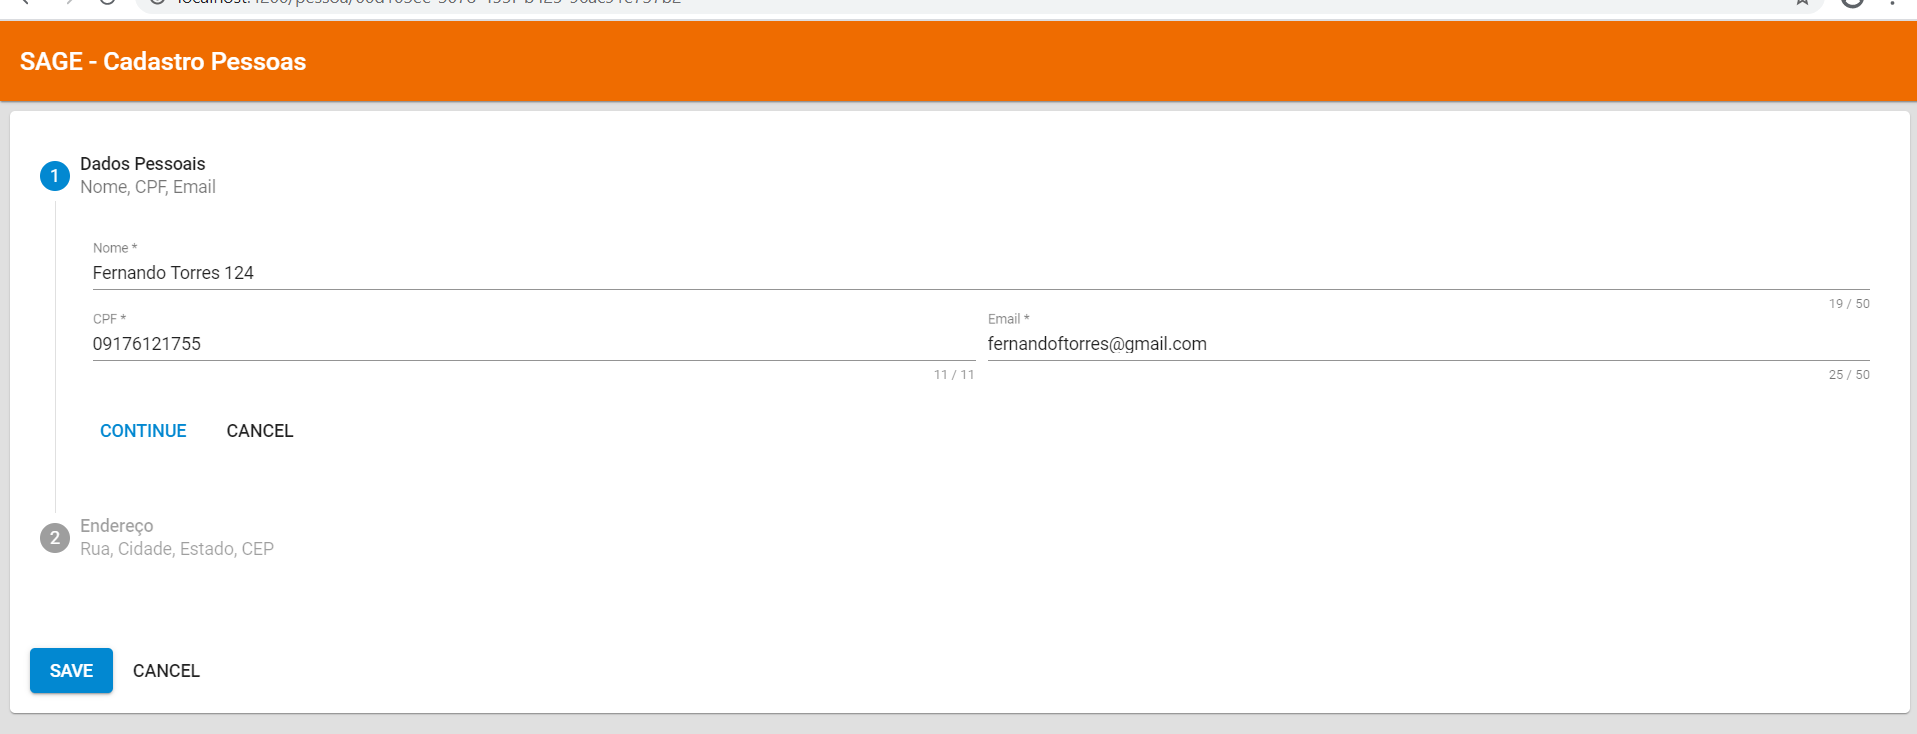 SAGE - Cadastro Pessoas
1
Dados Pessoais
Nome, CPF, Email
Nome *
Fernando Torres 124
19 / 50
CPF *
09176121755
11 / 11
Email *
fernandoftorres@gmail.com
25 / 50
CONTINUE CANCEL
2
Endereço
Rua, Cidade, Estado, CEP
SAVE CANCEL